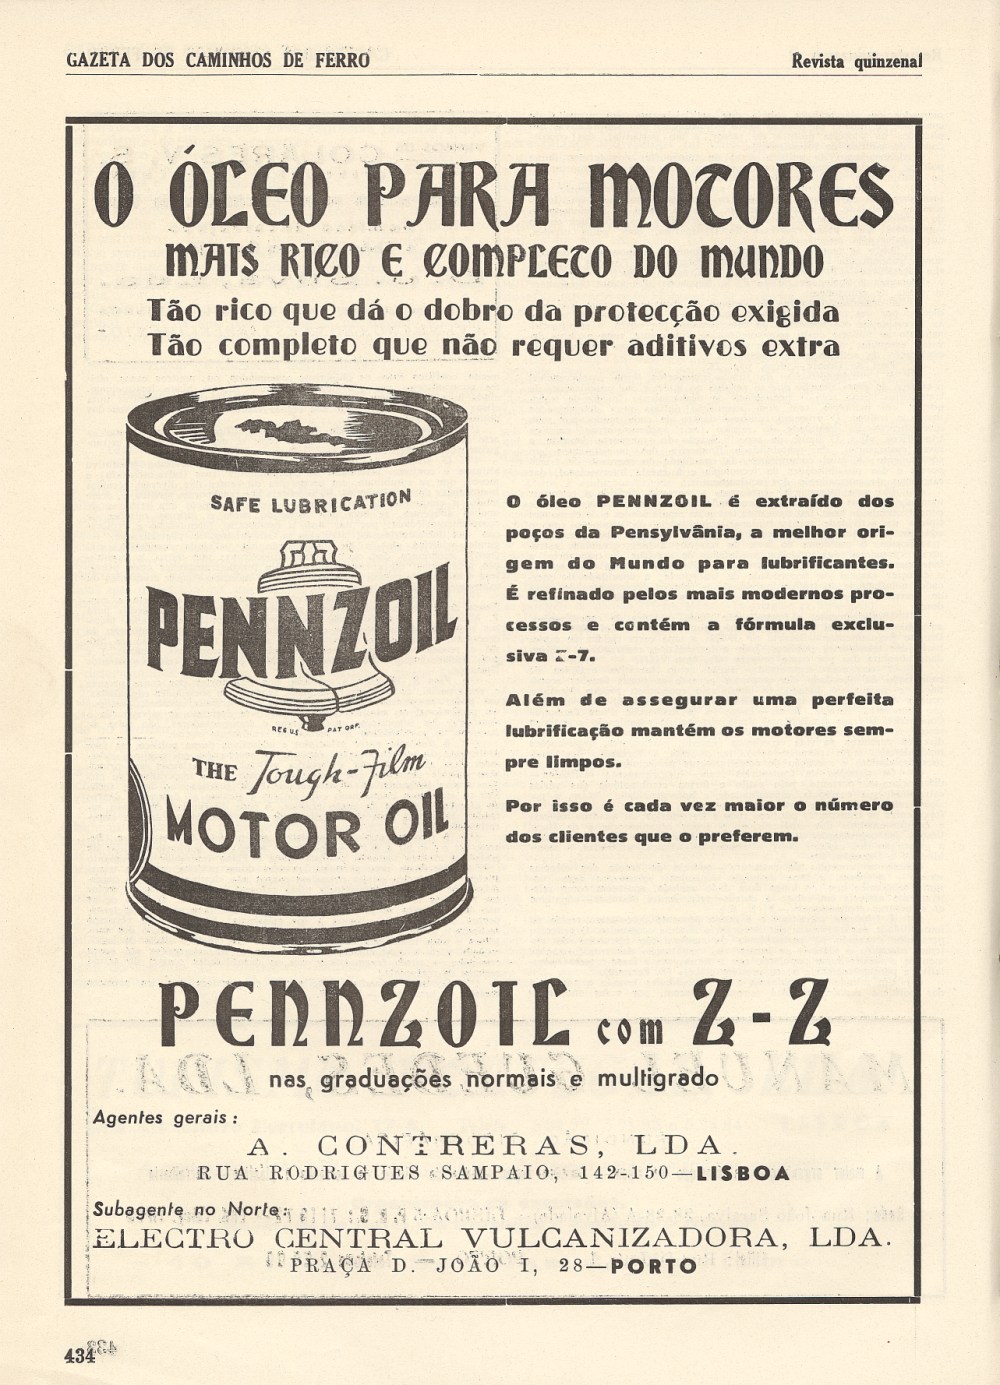 GAZETA DOS CAMINHOS DE FERRO
Revista quinzenal
O ÓLEO PARA MOTORES
MAIS RICO E COMPLETO DO MUNDO
Tão rico que dá o dobro da protecção exigida
Tão completo que não requer aditivos extra
SAFE LUBRICATION
PENNZOIL
REG U.S PAT OFF.
THE Tough-Film
MOTOR OIL
O óleo PENNZOIL é extraído dos
poços da Pensylvânia, a melhor ori-
gem do Mundo para lubrificantes.
É refinado pelos mais modernos pro-
cessos e contém a fórmula exclu-
siva Z-7.
Além de assegurar uma perfeita
lubrificação mantém os motores sem-
pre limpos.
Por isso é cada vez maior o número
dos clientes que o preferem.
PENNZOIL com Z-Z
nas graduações normais e multigrado
Agentes gerais:
A. CONTRERAS, LDA.
RUA RODRIGUES SAMPAIO, 142-150—LISBOA
Subagente no Norte:
ELECTRO CENTRAL VULCANIZADORA, LDA.
PRAÇA D. JOÃO I, 28—PORTO
434